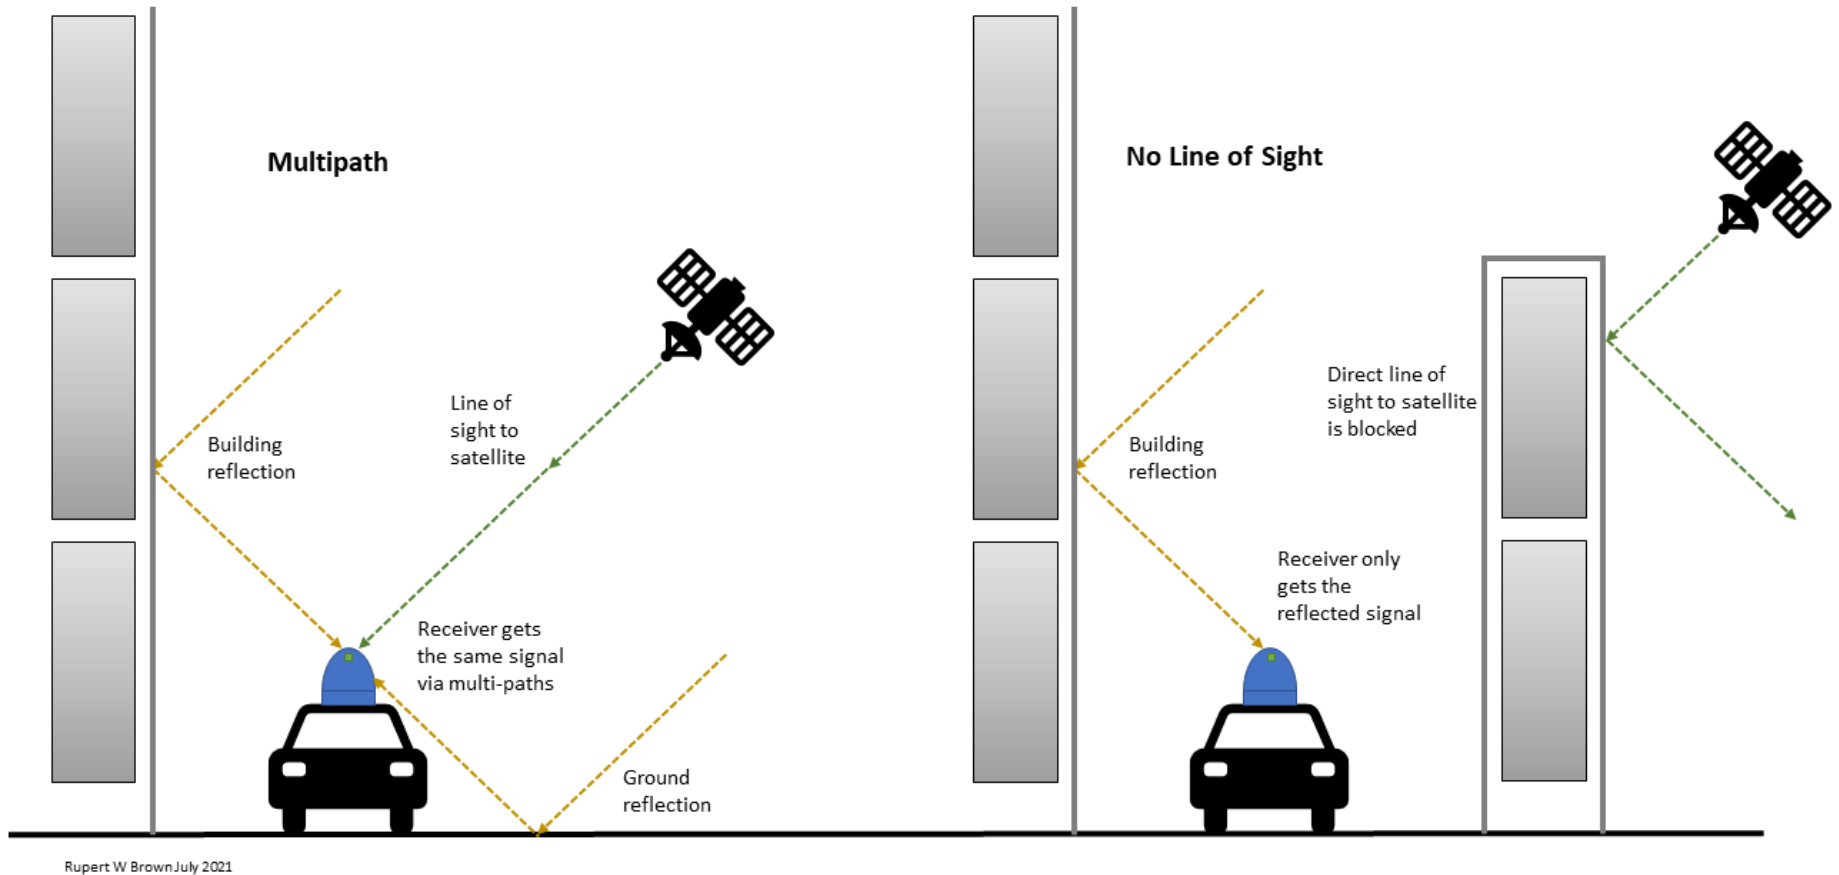 Multipath
Line of
sight to
satellite
Building
reflection
Receiver gets
the same signal
via multi-paths
Ground
reflection
No Line of Sight
Direct line of
sight to satellite
is blocked
Building
reflection
Receiver only
gets the
reflected signal
Rupert W Brown July 2021